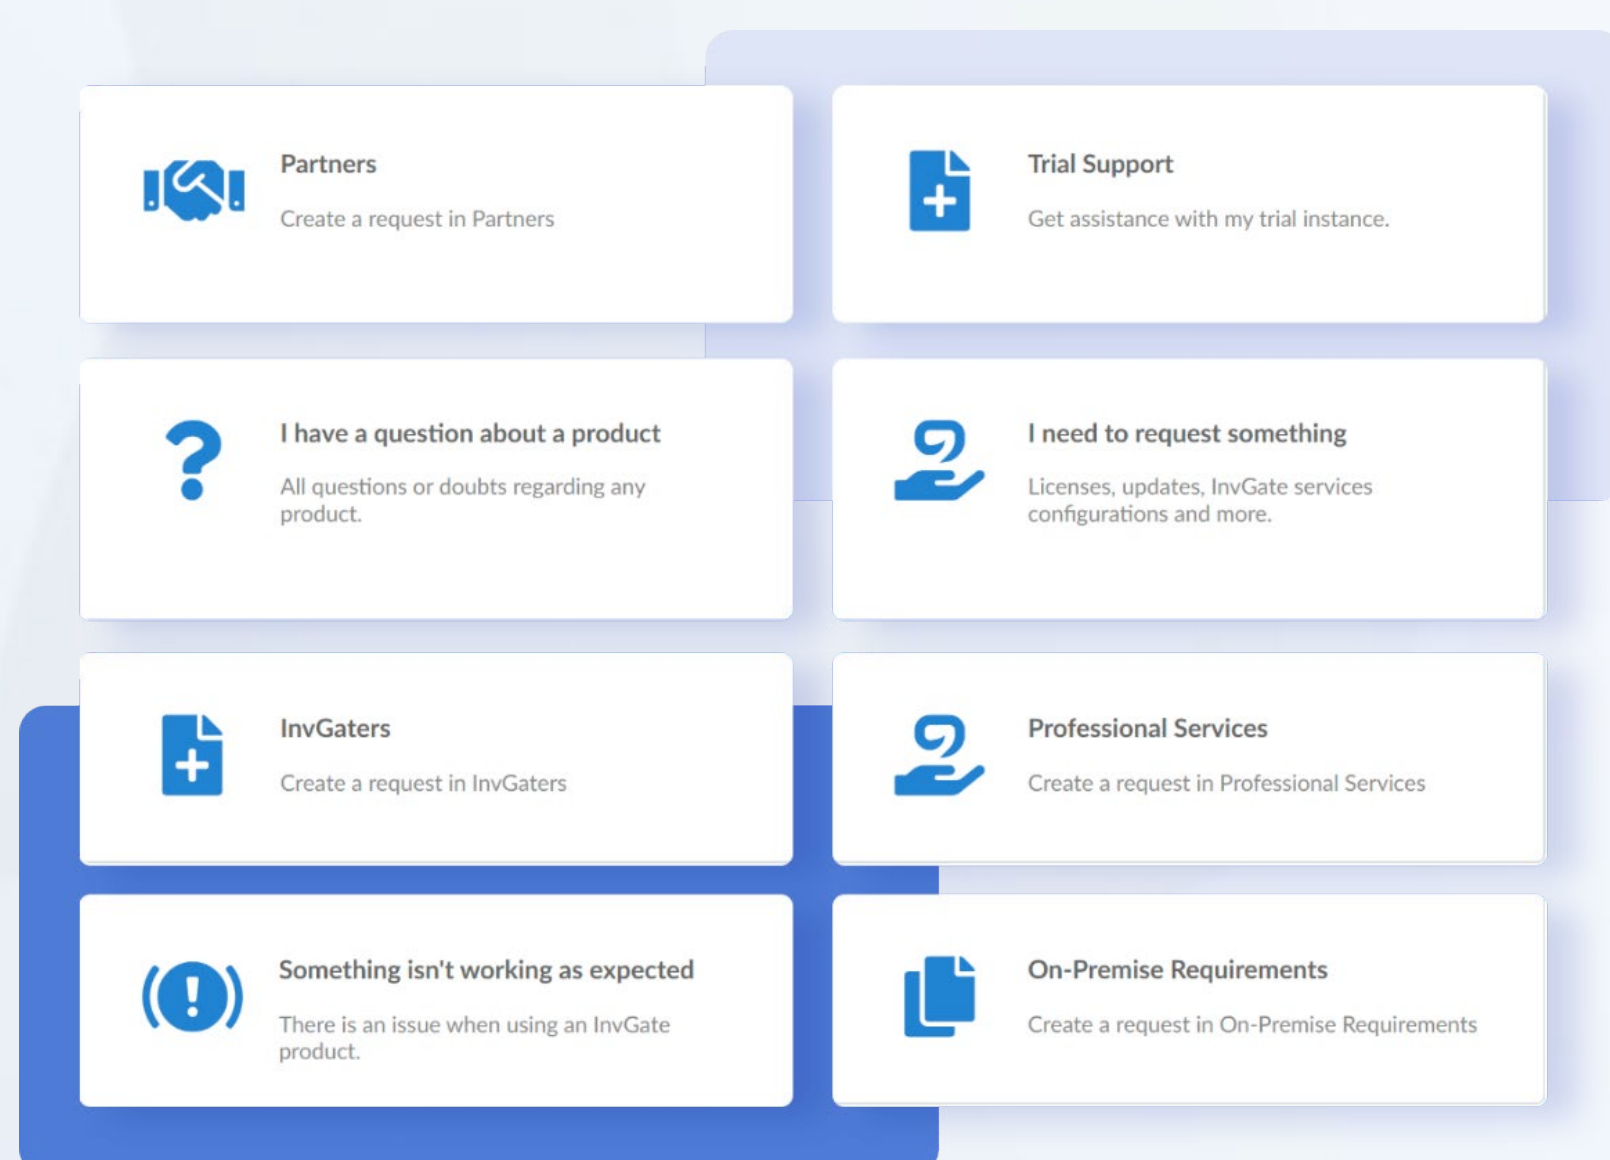 Partners
Create a request in Partners
Trial Support
Get assistance with my trial instance.
I have a question about a product
All questions or doubts regarding any
product.
I need to request something
Licenses, updates, InvGate services
configurations and more.
InvGaters
Create a request in InvGaters
Professional Services
Create a request in Professional Services
Something isn't working as expected
There is an issue when using an InvGate
product.
On-Premise Requirements
Create a request in On-Premise Requirements